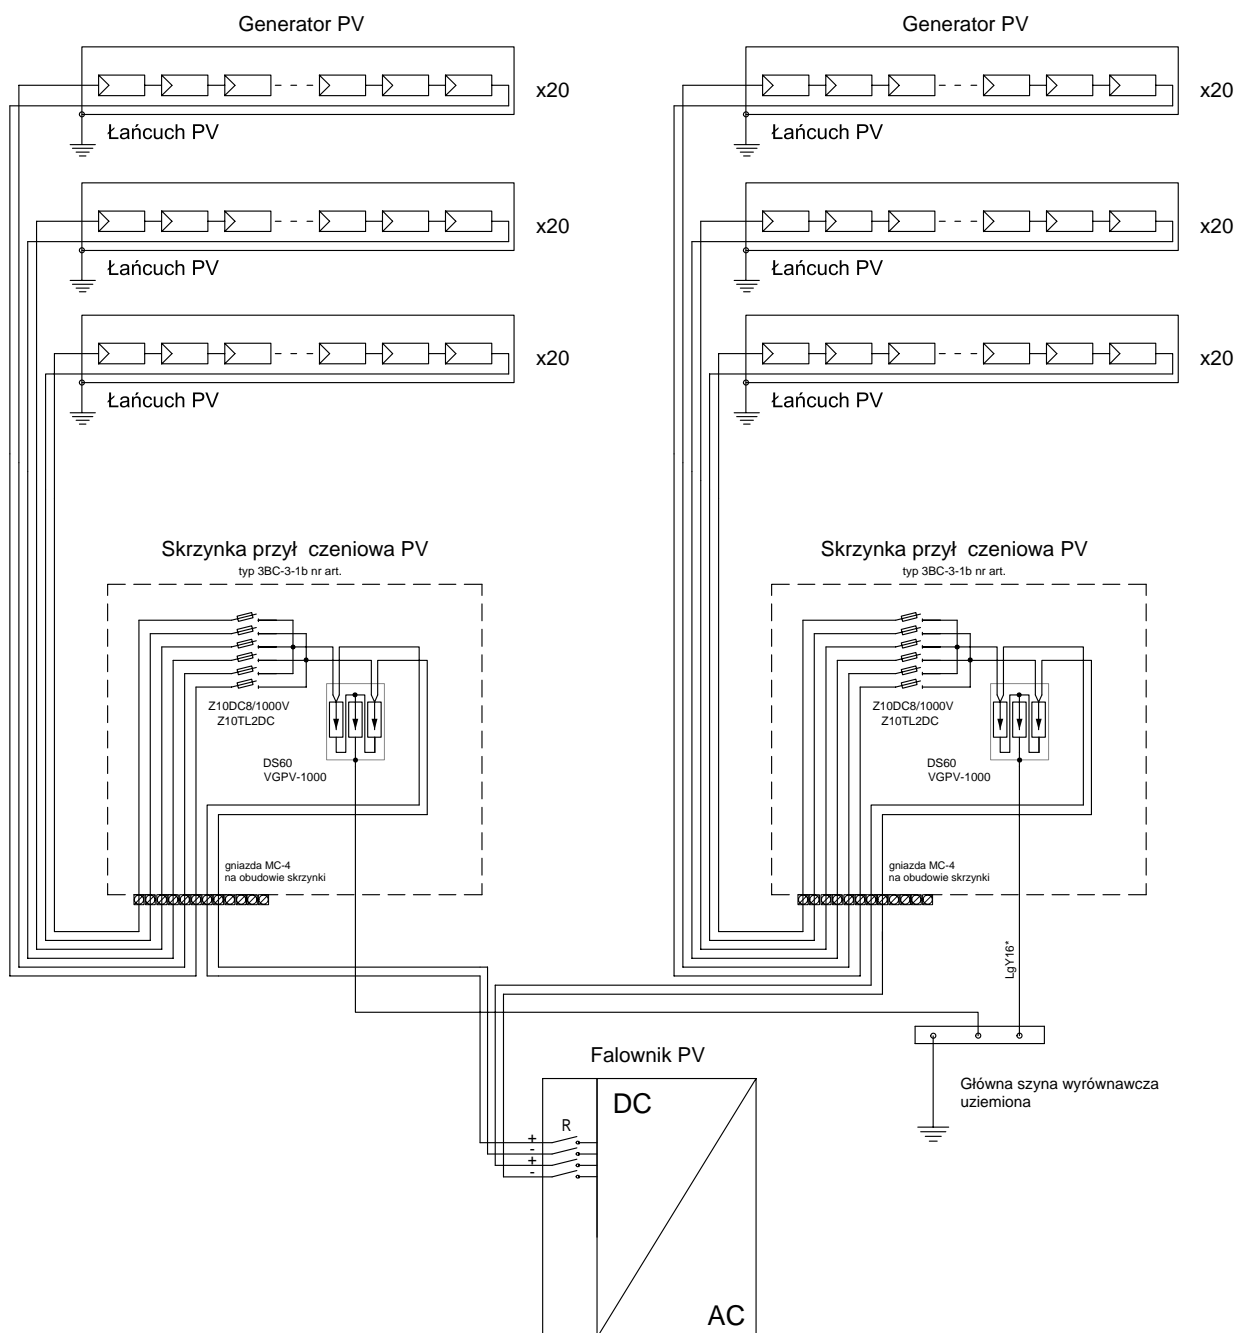 Generator PV
Generator PV
x20
x20
Łańcuch PV
Łańcuch PV
x20
x20
Łańcuch PV
Łańcuch PV
x20
x20
Łańcuch PV
Łańcuch PV
Skrzynka przył czeniowa PV
typ 3BC-3-1b nr art.
Skrzynka przył czeniowa PV
typ 3BC-3-1b nr art.
Z10DC8/1000V
Z10TL2DC
Z10DC8/1000V
Z10TL2DC
DS60
VGPV-1000
DS60
VGPV-1000
gniazda MC-4
na obudowie skrzynki
gniazda MC-4
na obudowie skrzynki
LgY16*
Falownik PV
Główna szyna wyrównawcza
uziemiona
DC
R
+
-
+
-
AC